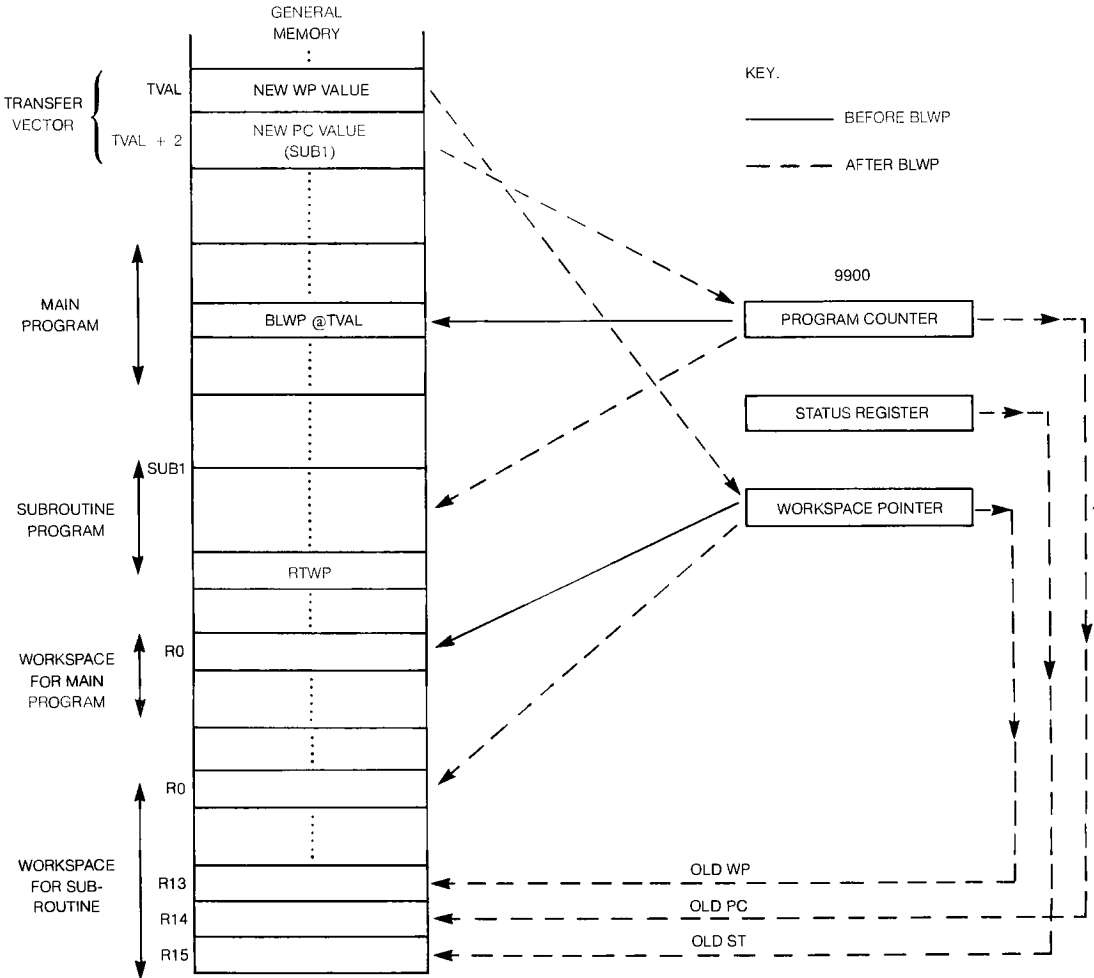 GENERAL
MEMORY
TRANSFER
VECTOR
TVAL
NEW WP VALUE
TVAL + 2
NEW PC VALUE
(SUB1)
KEY.
BEFORE BLWP
AFTER BLWP
MAIN
PROGRAM
BLWP @TVAL
9900
PROGRAM COUNTER
STATUS REGISTER
WORKSPACE POINTER
SUB1
SUBROUTINE
PROGRAM
RTWP
WORKSPACE
FOR MAIN
PROGRAM
R0
R0
WORKSPACE
FOR SUB-
ROUTINE
R13
OLD WP
R14
OLD PC
R15
OLD ST